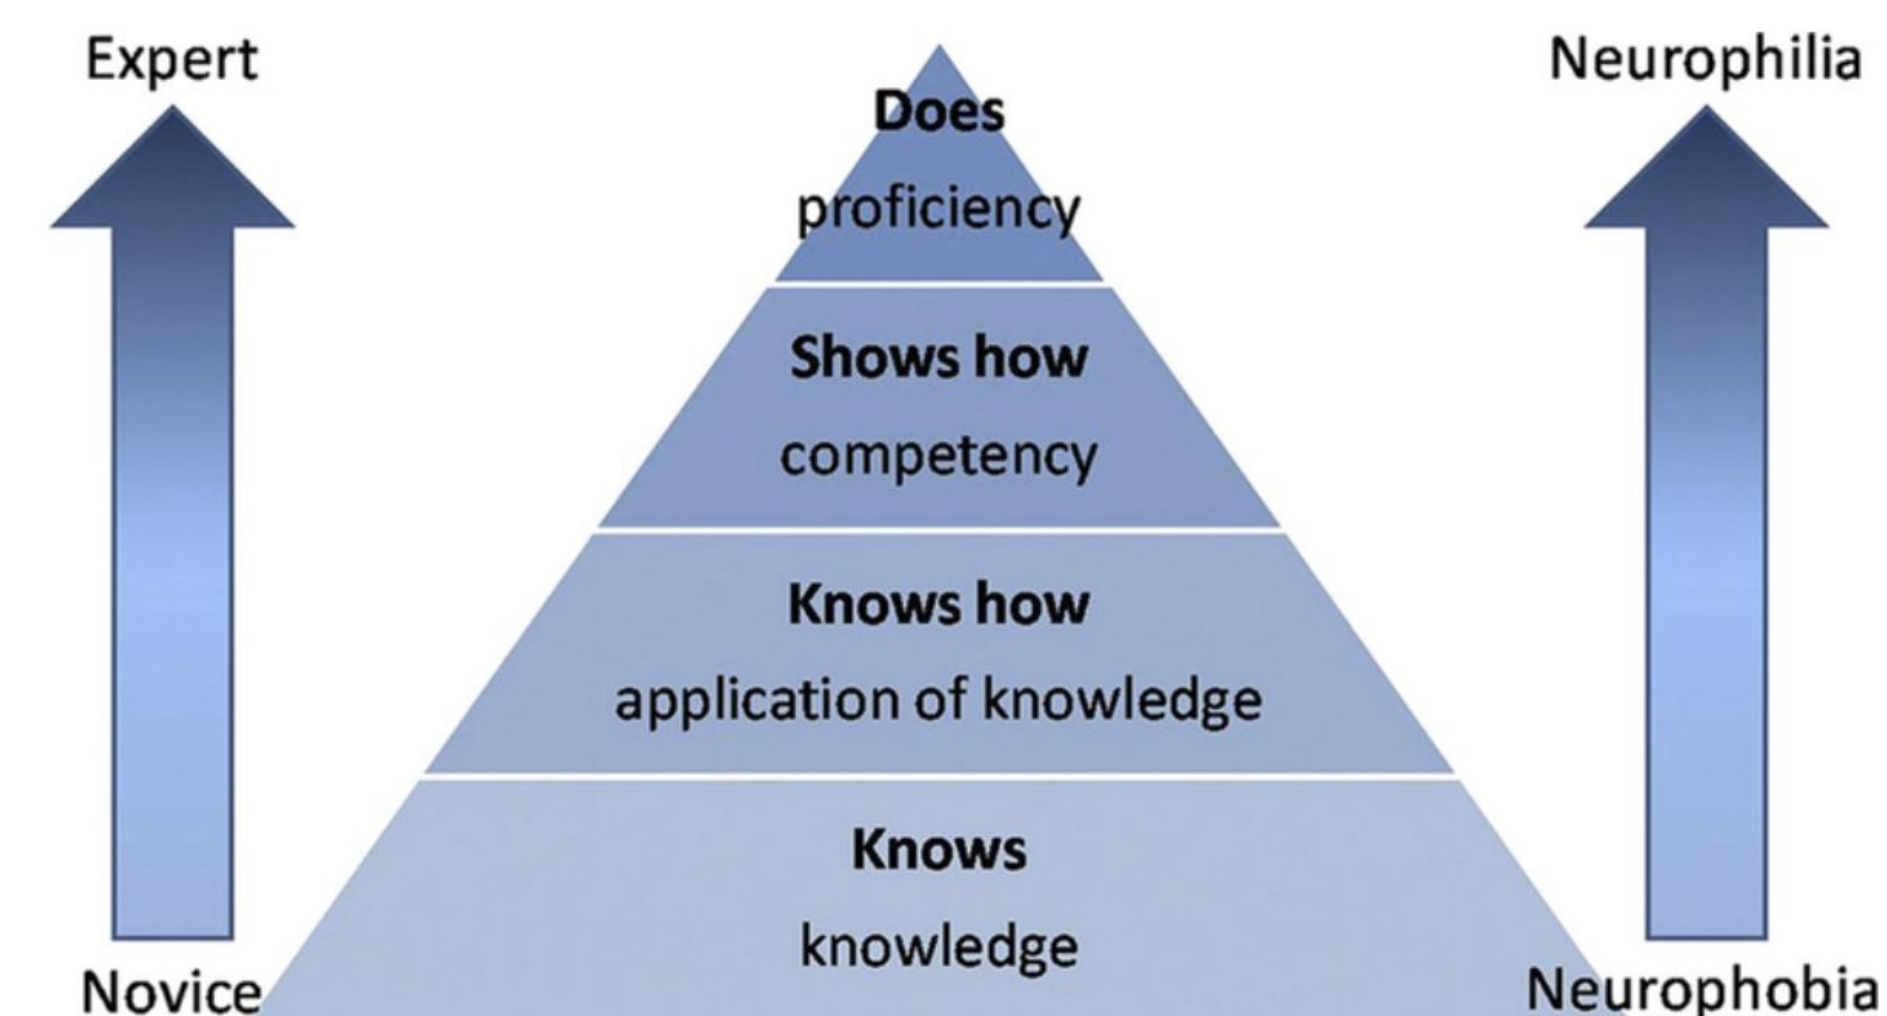 Expert
Neurophilia
Does
proficiency
Shows how
competency
Knows how
application of knowledge
Knows
knowledge
Novice
Neurophobia